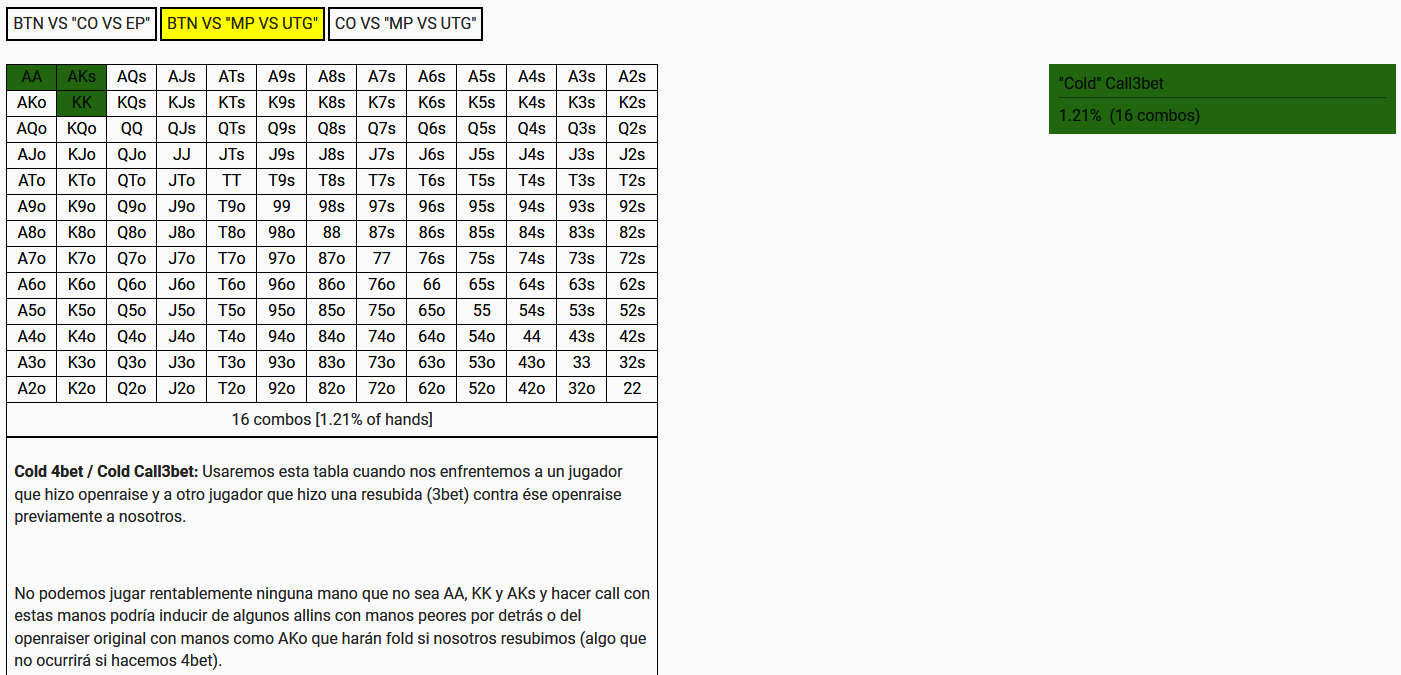 BTN VS "CO VS EP" BTN VS "MP VS UTG" CO VS "MP VS UTG"
AA AKs AQs AJs ATs A9s A8s A7s A6s A5s A4s A3s A2s
AKo KK KQs KJs KTs K9s K8s K7s K6s K5s K4s K3s K2s
AQo KQo QQ QJs QTs Q9s Q8s Q7s Q6s Q5s Q4s Q3s Q2s
AJo KJo QJo JJ JTs J9s J8s J7s J6s J5s J4s J3s J2s
ATo KTo QTo JTo TT T9s T8s T7s T6s T5s T4s T3s T2s
A9o K9o Q9o J9o T9o 99 98s 97s 96s 95s 94s 93s 92s
A8o K8o Q8o J8o T8o 98o 88 87s 86s 85s 84s 83s 82s
A7o K7o Q7o J7o T7o 97o 87o 77 76s 75s 74s 73s 72s
A6o K6o Q6o J6o T6o 96o 86o 76o 66 65s 64s 63s 62s
A5o K5o Q5o J5o T5o 95o 85o 75o 65o 55 54s 53s 52s
A4o K4o Q4o J4o T4o 94o 84o 74o 64o 54o 44 43s 42s
A3o K3o Q3o J3o T3o 93o 83o 73o 63o 53o 43o 33 32s
A2o K2o Q2o J2o T2o 92o 82o 72o 62o 52o 42o 32o 22
16 combos [1.21% of hands]
Cold 4bet / Cold Call3bet: Usaremos esta tabla cuando nos enfrentemos a un jugador
que hizo openraise y a otro jugador que hizo una resubida (3bet) contra ése openraise
previamente a nosotros.
No podemos jugar rentablemente ninguna mano que no sea AA, KK y AKs y hacer call con
estas manos podría inducir de algunos allins con manos peores por detrás o del
openraiser original con manos como AKo que harán fold si nosotros resubimos (algo que
no ocurrirá si hacemos 4bet).
"Cold" Call3bet
1.21% (16 combos)